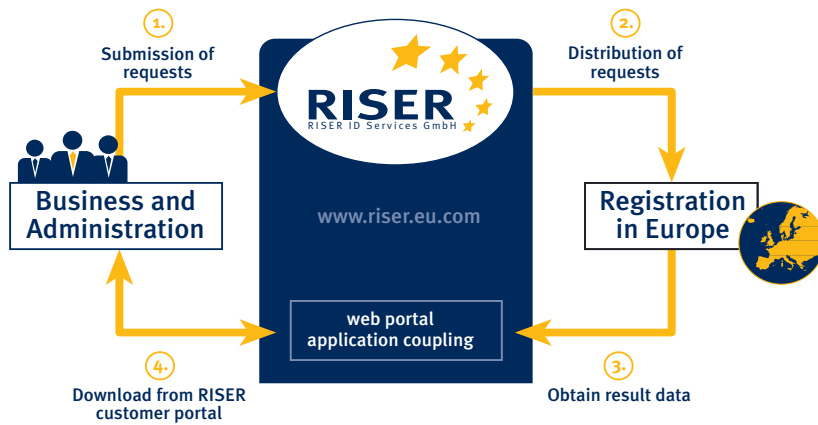 1.
Submission of
requests
RISER
RISER ID Services GmbH
2.
Distribution of
requests
Business and
Administration
www.riser.eu.com
Registration
in Europe
web portal
application coupling
4.
Download from RISER
customer portal
3.
Obtain result data